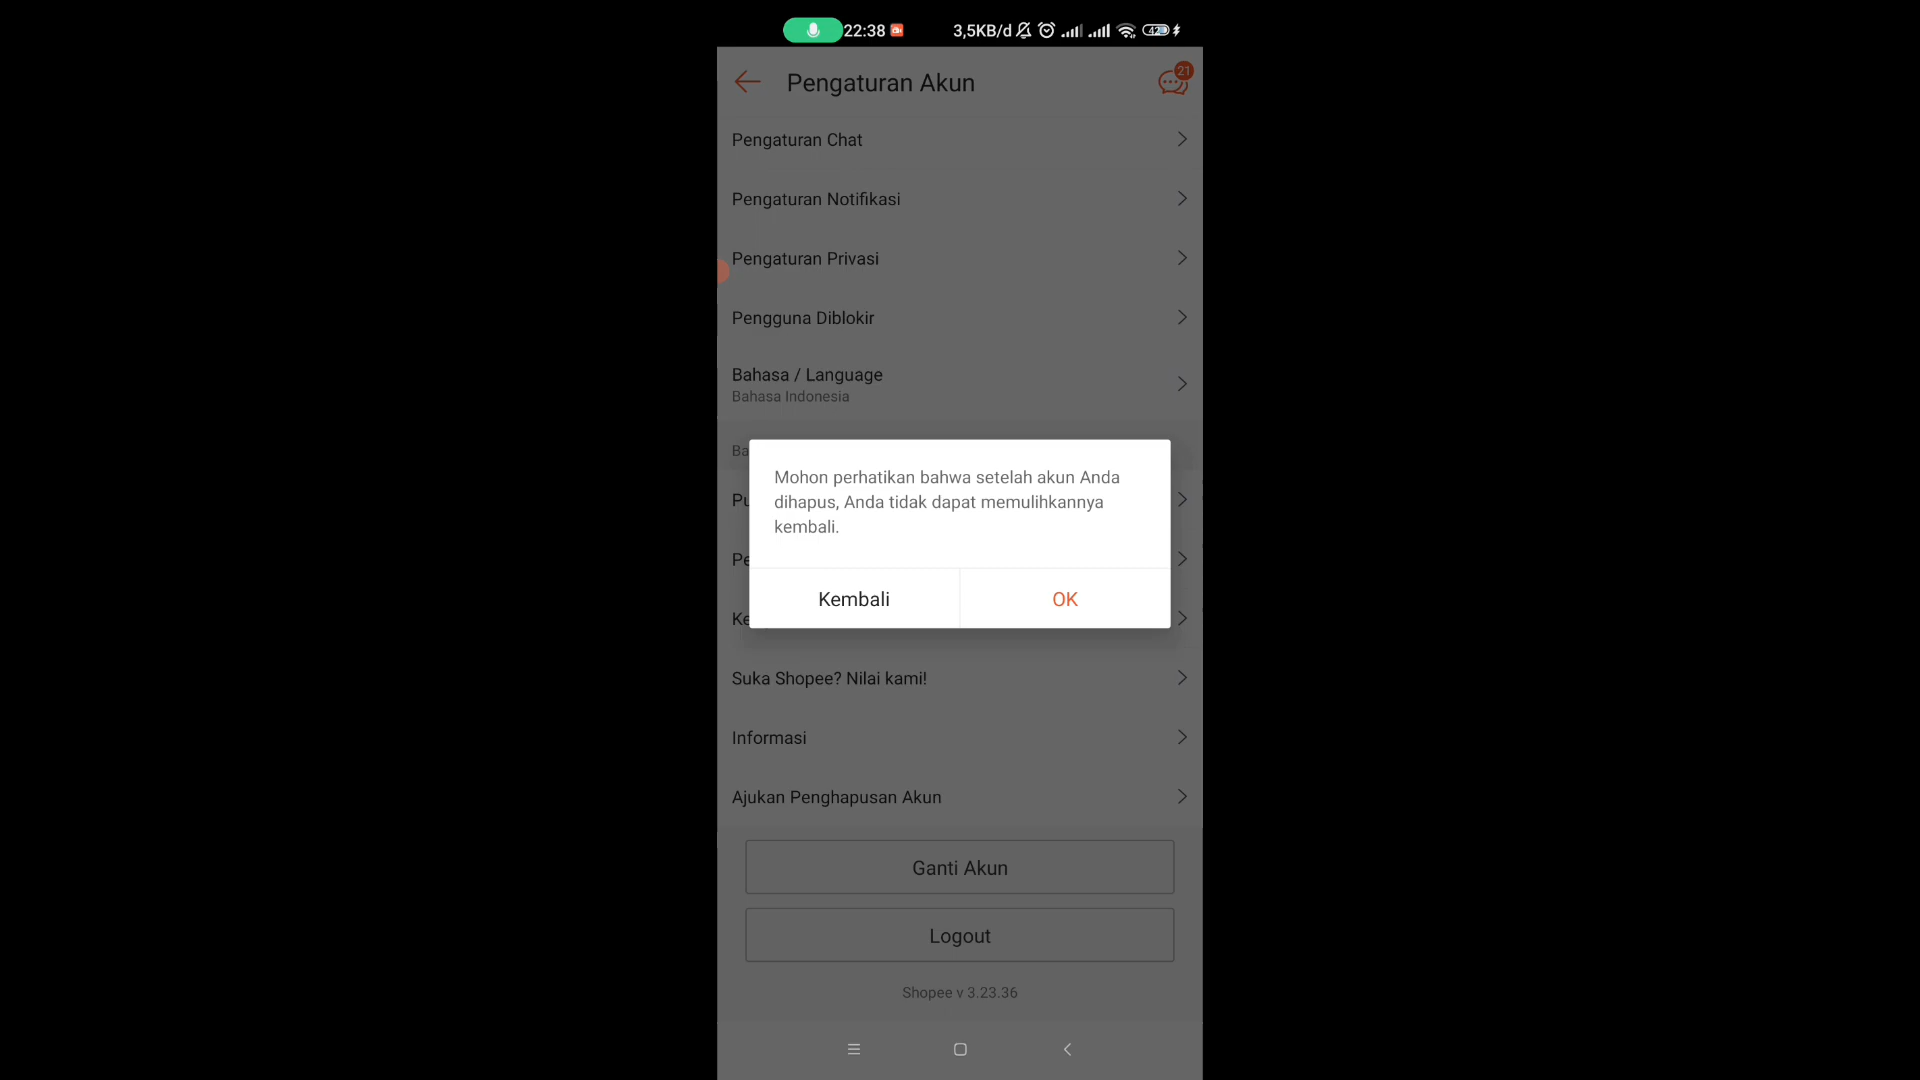 22:38
3,5KB/d
42
Pengaturan Akun
21
Pengaturan Chat
Pengaturan Notifikasi
Pengaturan Privasi
Pengguna Diblokir
Bahasa / Language
Bahasa Indonesia
Mohon perhatikan bahwa setelah akun Anda
dihapus, Anda tidak dapat memulihkannya
kembali.
Kembali
OK
Suka Shopee? Nilai kami!
Informasi
Ajukan Penghapusan Akun
Ganti Akun
Logout
Shopee v 3.23.36